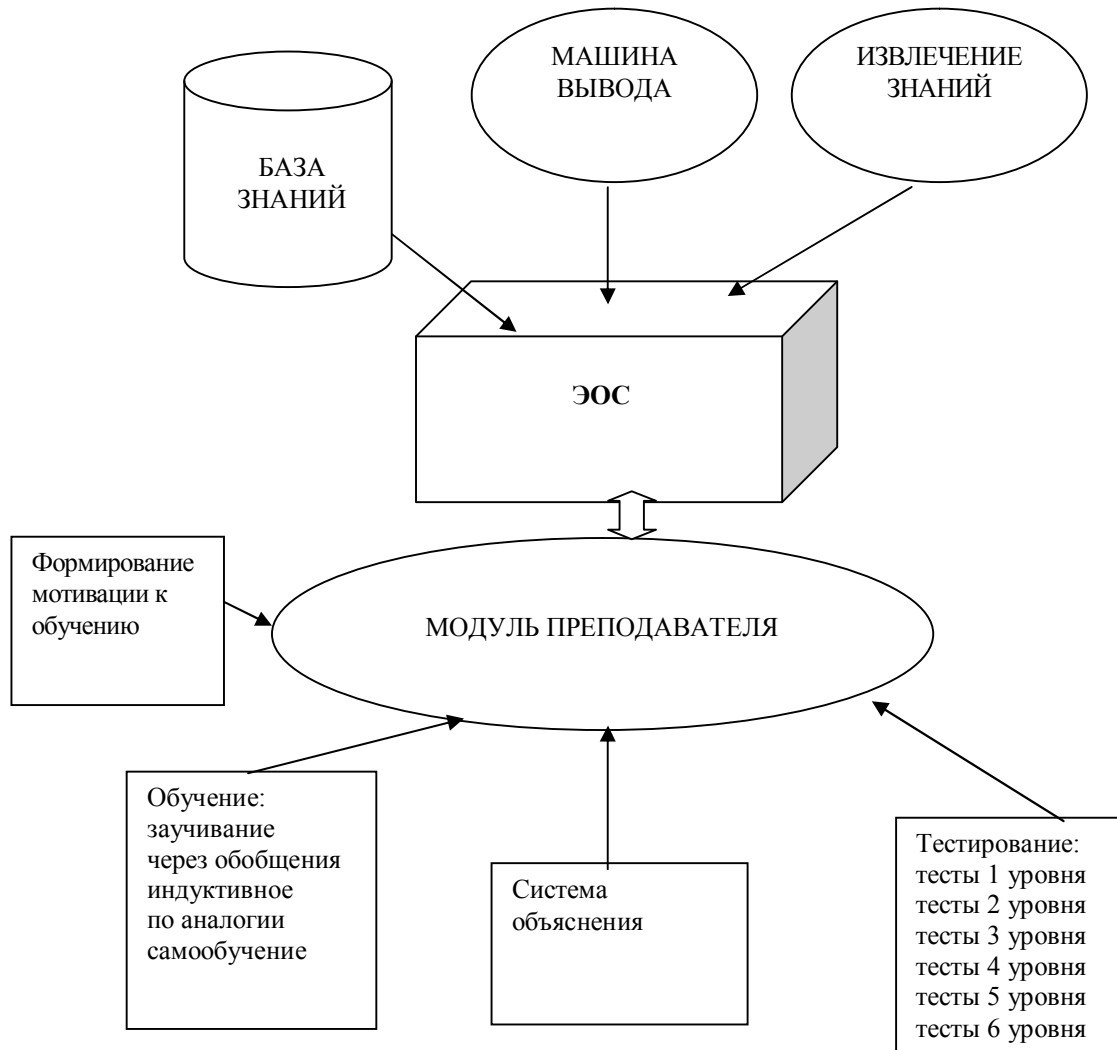 МАШИНА
ВЫВОДА
ИЗВЛЕЧЕНИЕ
ЗНАНИЙ
БАЗА
ЗНАНИЙ
ЭОС
Формирование
мотивации к
обучению
МОДУЛЬ ПРЕПОДАВАТЕЛЯ
Обучение:
заучивание
через обобщения
индуктивное
по аналогии
самообучение
Система
объяснения
Тестирование:
тесты 1 уровня
тесты 2 уровня
тесты 3 уровня
тесты 4 уровня
тесты 5 уровня
тесты 6 уровня